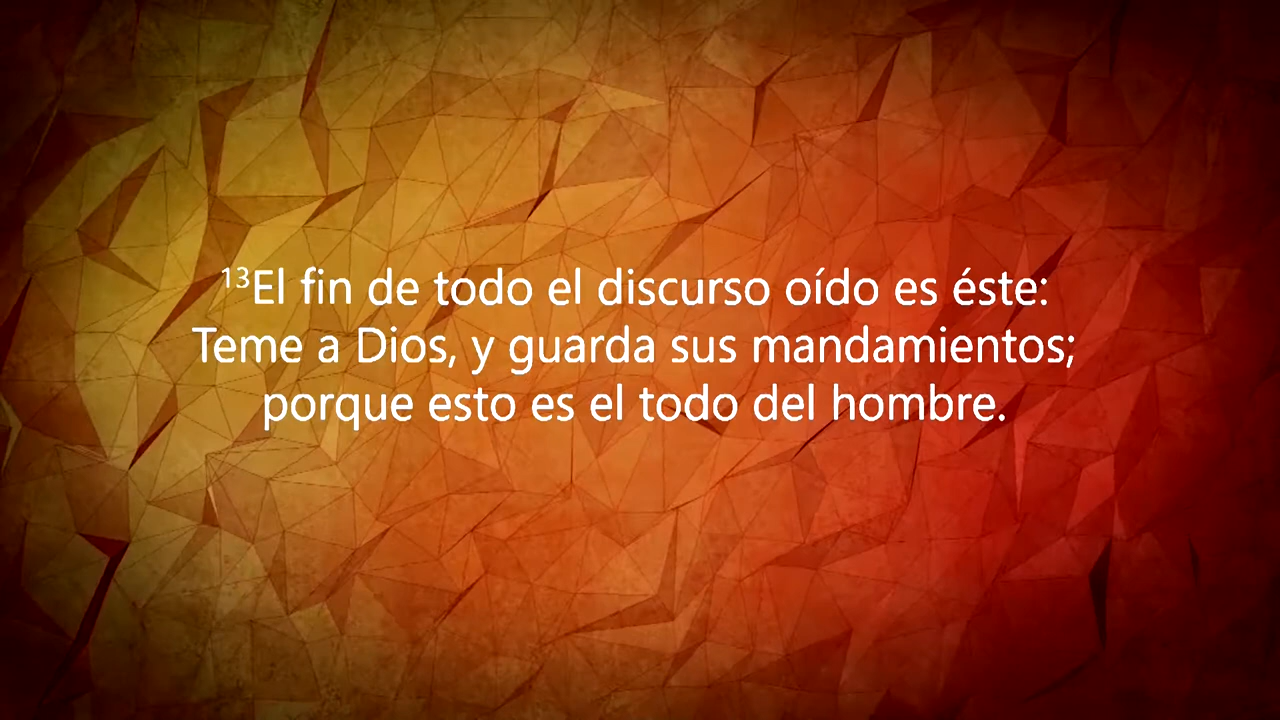 ¹³El fin de todo el discurso oído es éste:
Teme a Dios, y guarda sus mandamientos;
porque esto es el todo del hombre.